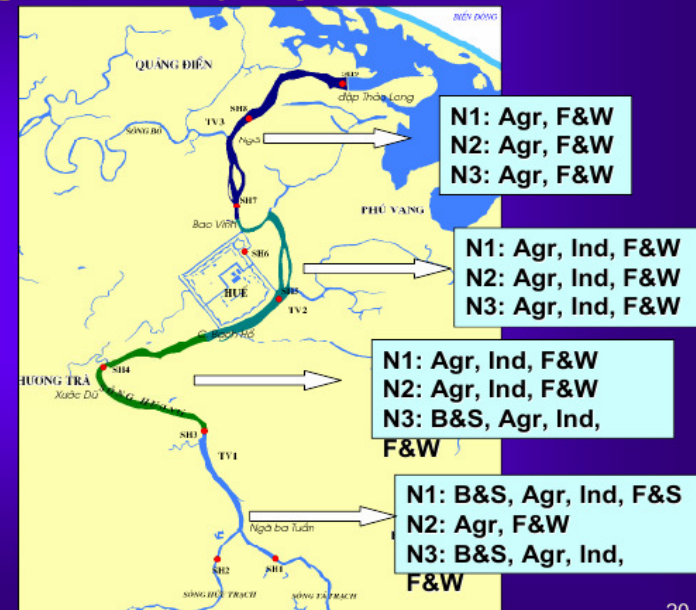 BIỂN ĐÔNG
QUẢNG ĐIỀN
SH9
đập Thảo Long
SH8
TV3
SÔNG BỒ
Ngã
N1: Agr, F&W
N2: Agr, F&W
N3: Agr, F&W
SH7
PHÚ VANG
Bao Vinh
SH6
N1: Agr, Ind, F&W
N2: Agr, Ind, F&W
N3: Agr, Ind, F&W
HUẾ
SH5
TV2
SH4
HƯƠNG TRÀ
Xước Dũ
N1: Agr, Ind, F&W
N2: Agr, Ind, F&W
N3: B&S, Agr, Ind,
F&W
SH3
TV1
N1: B&S, Agr, Ind, F&S
N2: Agr, F&W
N3: B&S, Agr, Ind,
F&W
Ngã ba Tuần
SH2
SH1
SÔNG HỮU TRẠCH
SÔNG TẢ TRẠCH